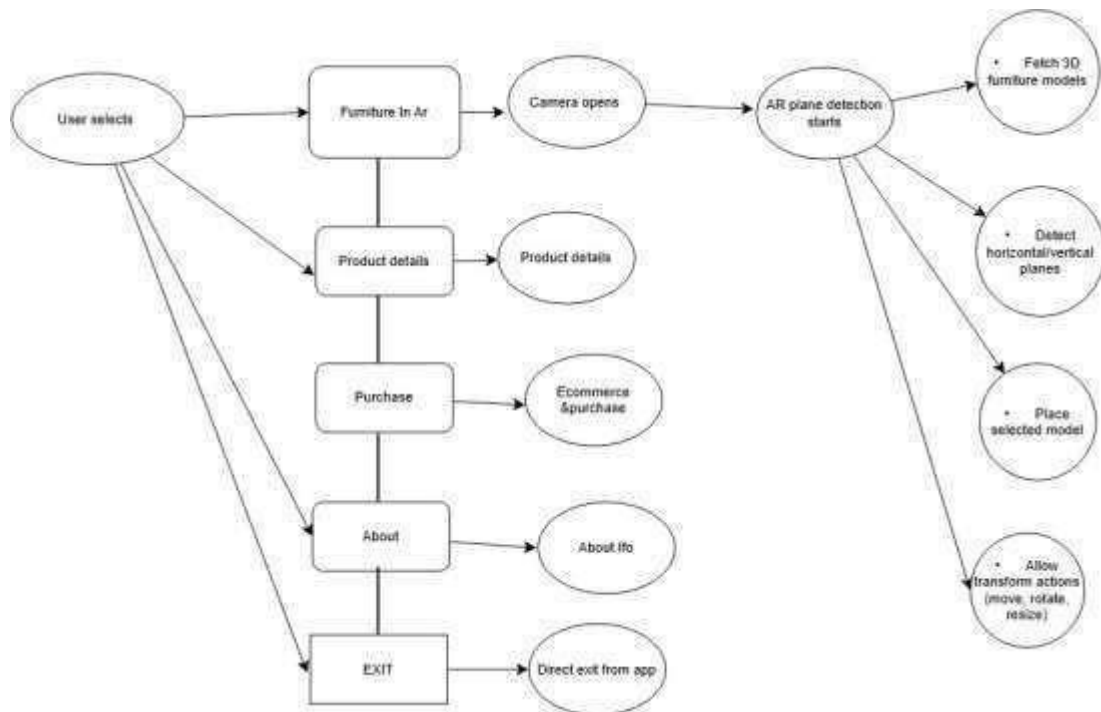 User selects
Furniture In Ar
Camera opens
AR plane detection
starts
• Fetch 3D
furniture models
Product details
Product details
• Detect
horizontal/vertical
planes
Purchase
Ecommerce
&purchase
• Place
selected model
About
About Ifo
• Allow
transform actions
(move, rotate,
resize)
EXIT
Direct exit from app